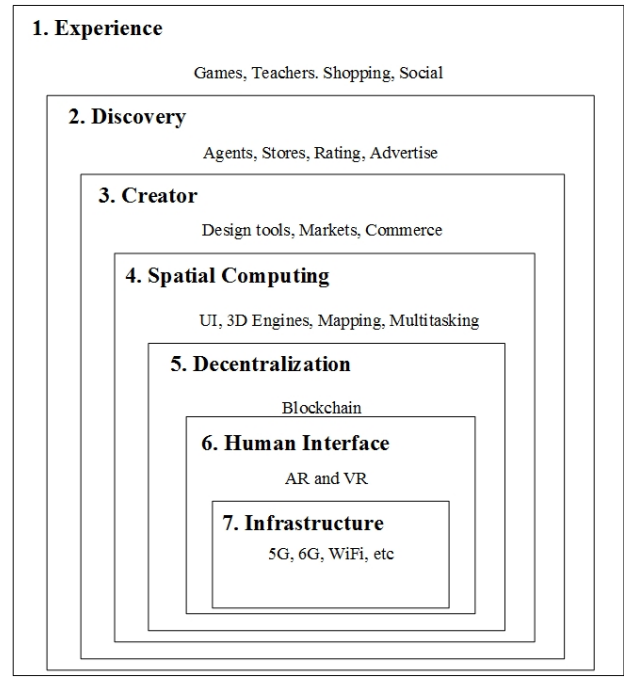 1. Experience
Games, Teachers. Shopping, Social
2. Discovery
Agents, Stores, Rating, Advertise
3. Creator
Design tools, Markets, Commerce
4. Spatial Computing
UI, 3D Engines, Mapping, Multitasking
5. Decentralization
Blockchain
6. Human Interface
AR and VR
7. Infrastructure
5G, 6G, WiFi, etc